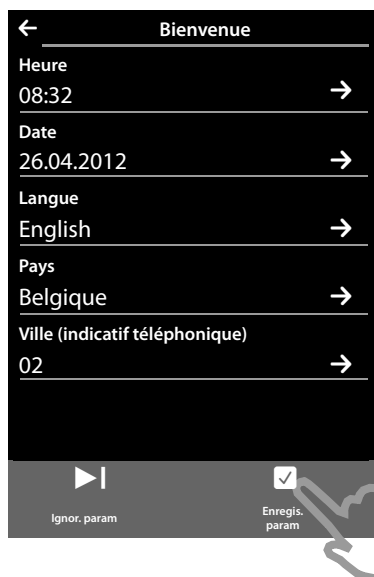 Bienvenue
Heure
08:32
Date
26.04.2012
Langue
English
Pays
Belgique
Ville (indicatif téléphonique)
02
Ignor. param
Enregis.
param